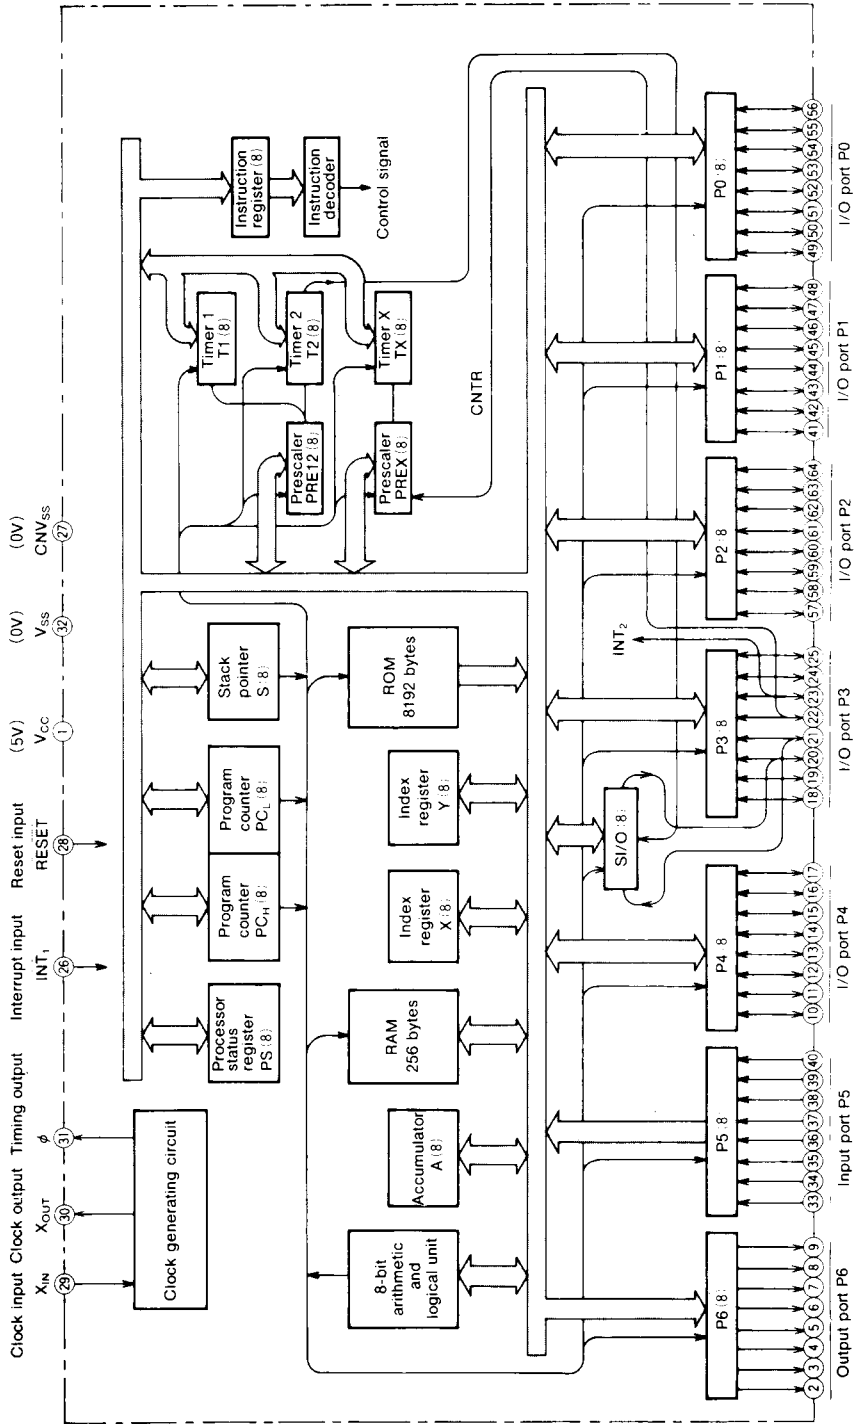 Clock input Clock output Timing output Interrupt input Reset input (5V) (0V) (0V)
XIN XOUT φ INT1 RESET VCC VSS CNVSS
29 30 31 26 28 1 32 27
Clock generating circuit
Processor
status
register
PS(8)
Program
counter
PCH(8)
Program
counter
PCL(8)
Stack
pointer
S(8)
Instruction
register(8)
Instruction
decoder
Control signal
Timer 1
T1(8)
Timer 2
T2(8)
Timer X
TX(8)
Prescaler
PRE12(8)
Prescaler
PREX(8)
CNTR
8-bit
arithmetic
and
logical unit
Accumulator
A(8)
RAM
256 bytes
Index
register
X(8)
Index
register
Y(8)
ROM
8192 bytes
SI/O(8)
INT2
P6(8) P5(8) P4(8) P3(8) P2(8) P1(8) P0(8)
2 3 4 5 6 7 8 9 33 34 35 36 37 38 39 40 10 11 12 13 14 15 16 17 18 19 20 21 22 23 24 25 57 58 59 60 61 62 63 64 41 42 43 44 45 46 47 48 49 50 51 52 53 54 55 56
Output port P6 Input port P5 I/O port P4 I/O port P3 I/O port P2 I/O port P1 I/O port P0